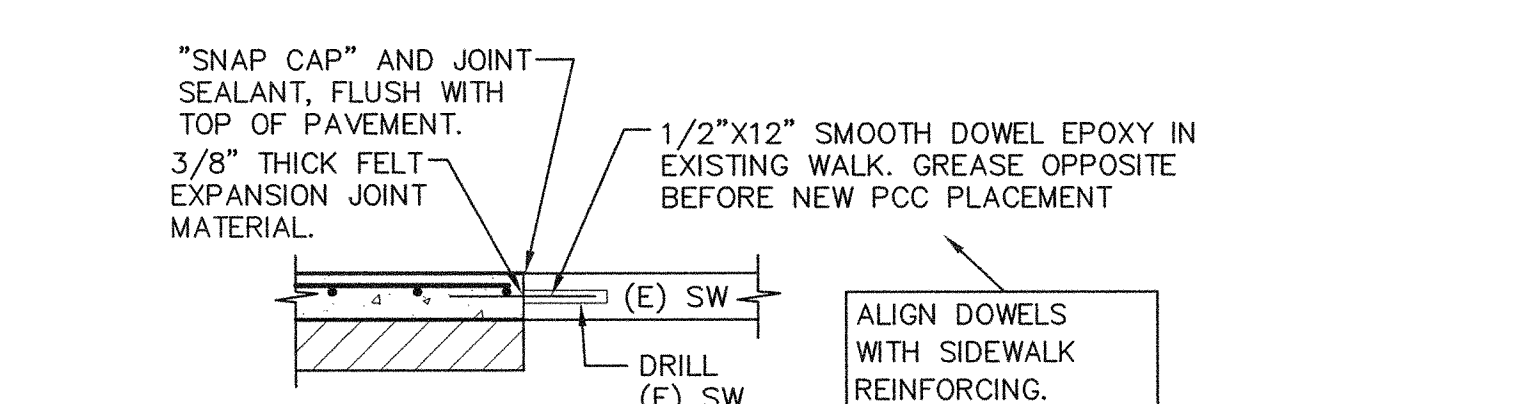 "SNAP CAP" AND JOINT
SEALANT, FLUSH WITH
TOP OF PAVEMENT.
3/8" THICK FELT
EXPANSION JOINT
MATERIAL.
1/2"X12" SMOOTH DOWEL EPOXY IN
EXISTING WALK. GREASE OPPOSITE
BEFORE NEW PCC PLACEMENT
(E) SW
DRILL
(E) SW
ALIGN DOWELS
WITH SIDEWALK
REINFORCING.